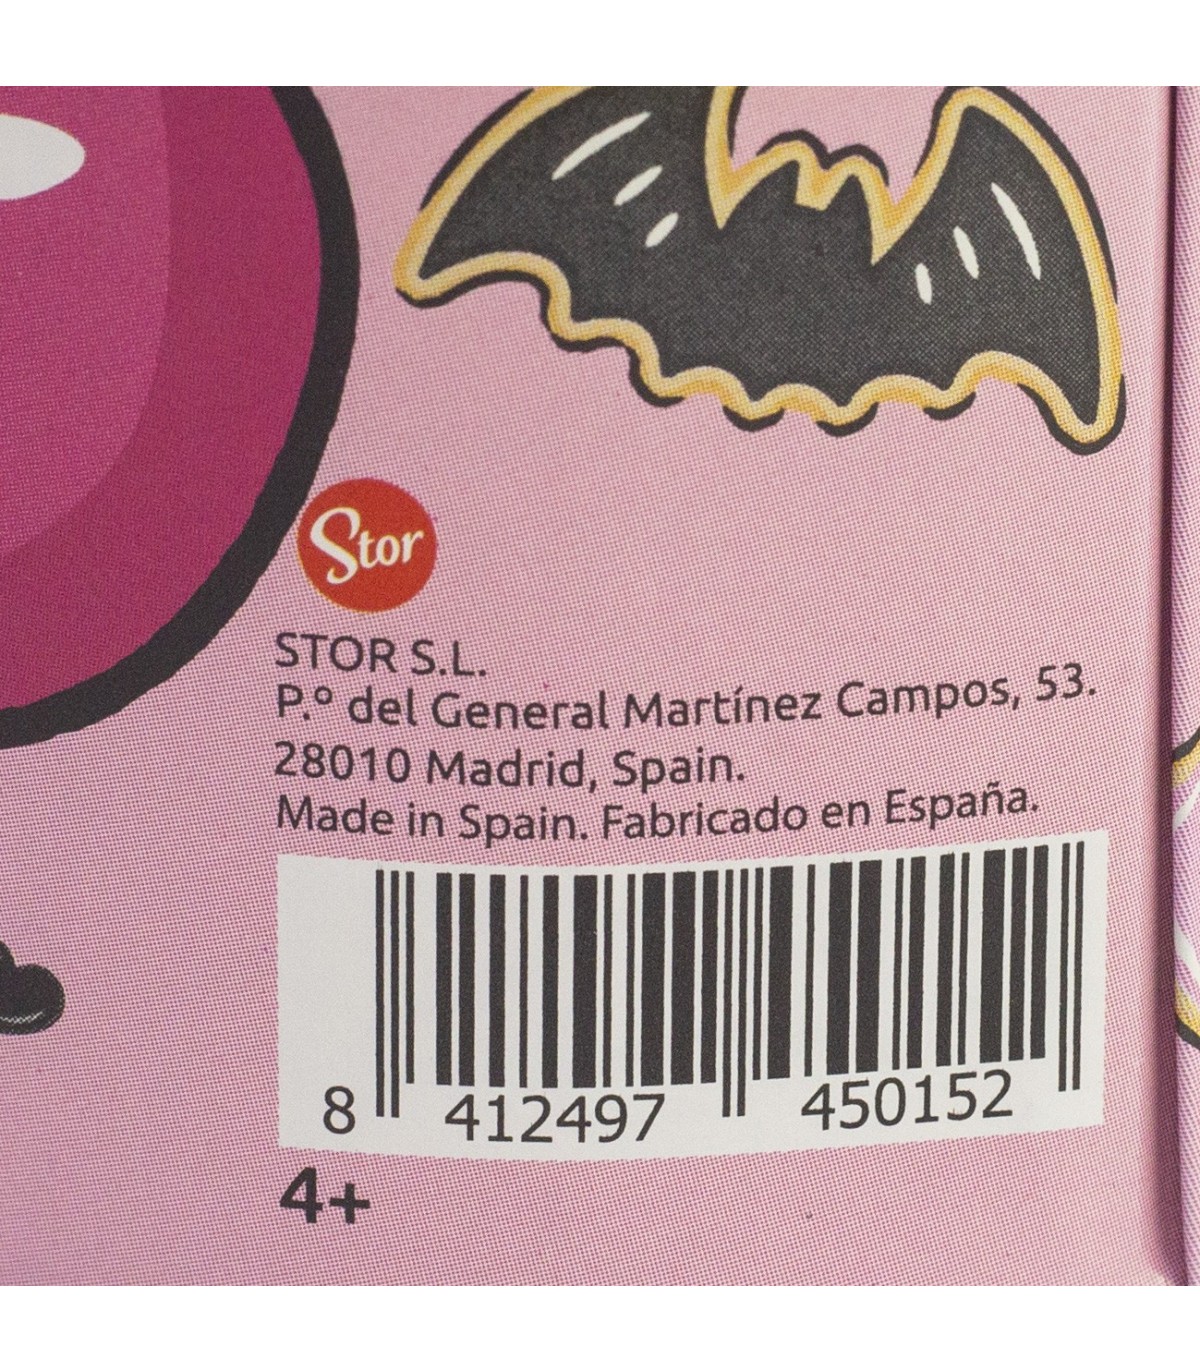 Stor
STOR S.L.
P.º del General Martínez Campos, 53.
28010 Madrid, Spain.
Made in Spain. Fabricado en España.
8 412497 450152
4+